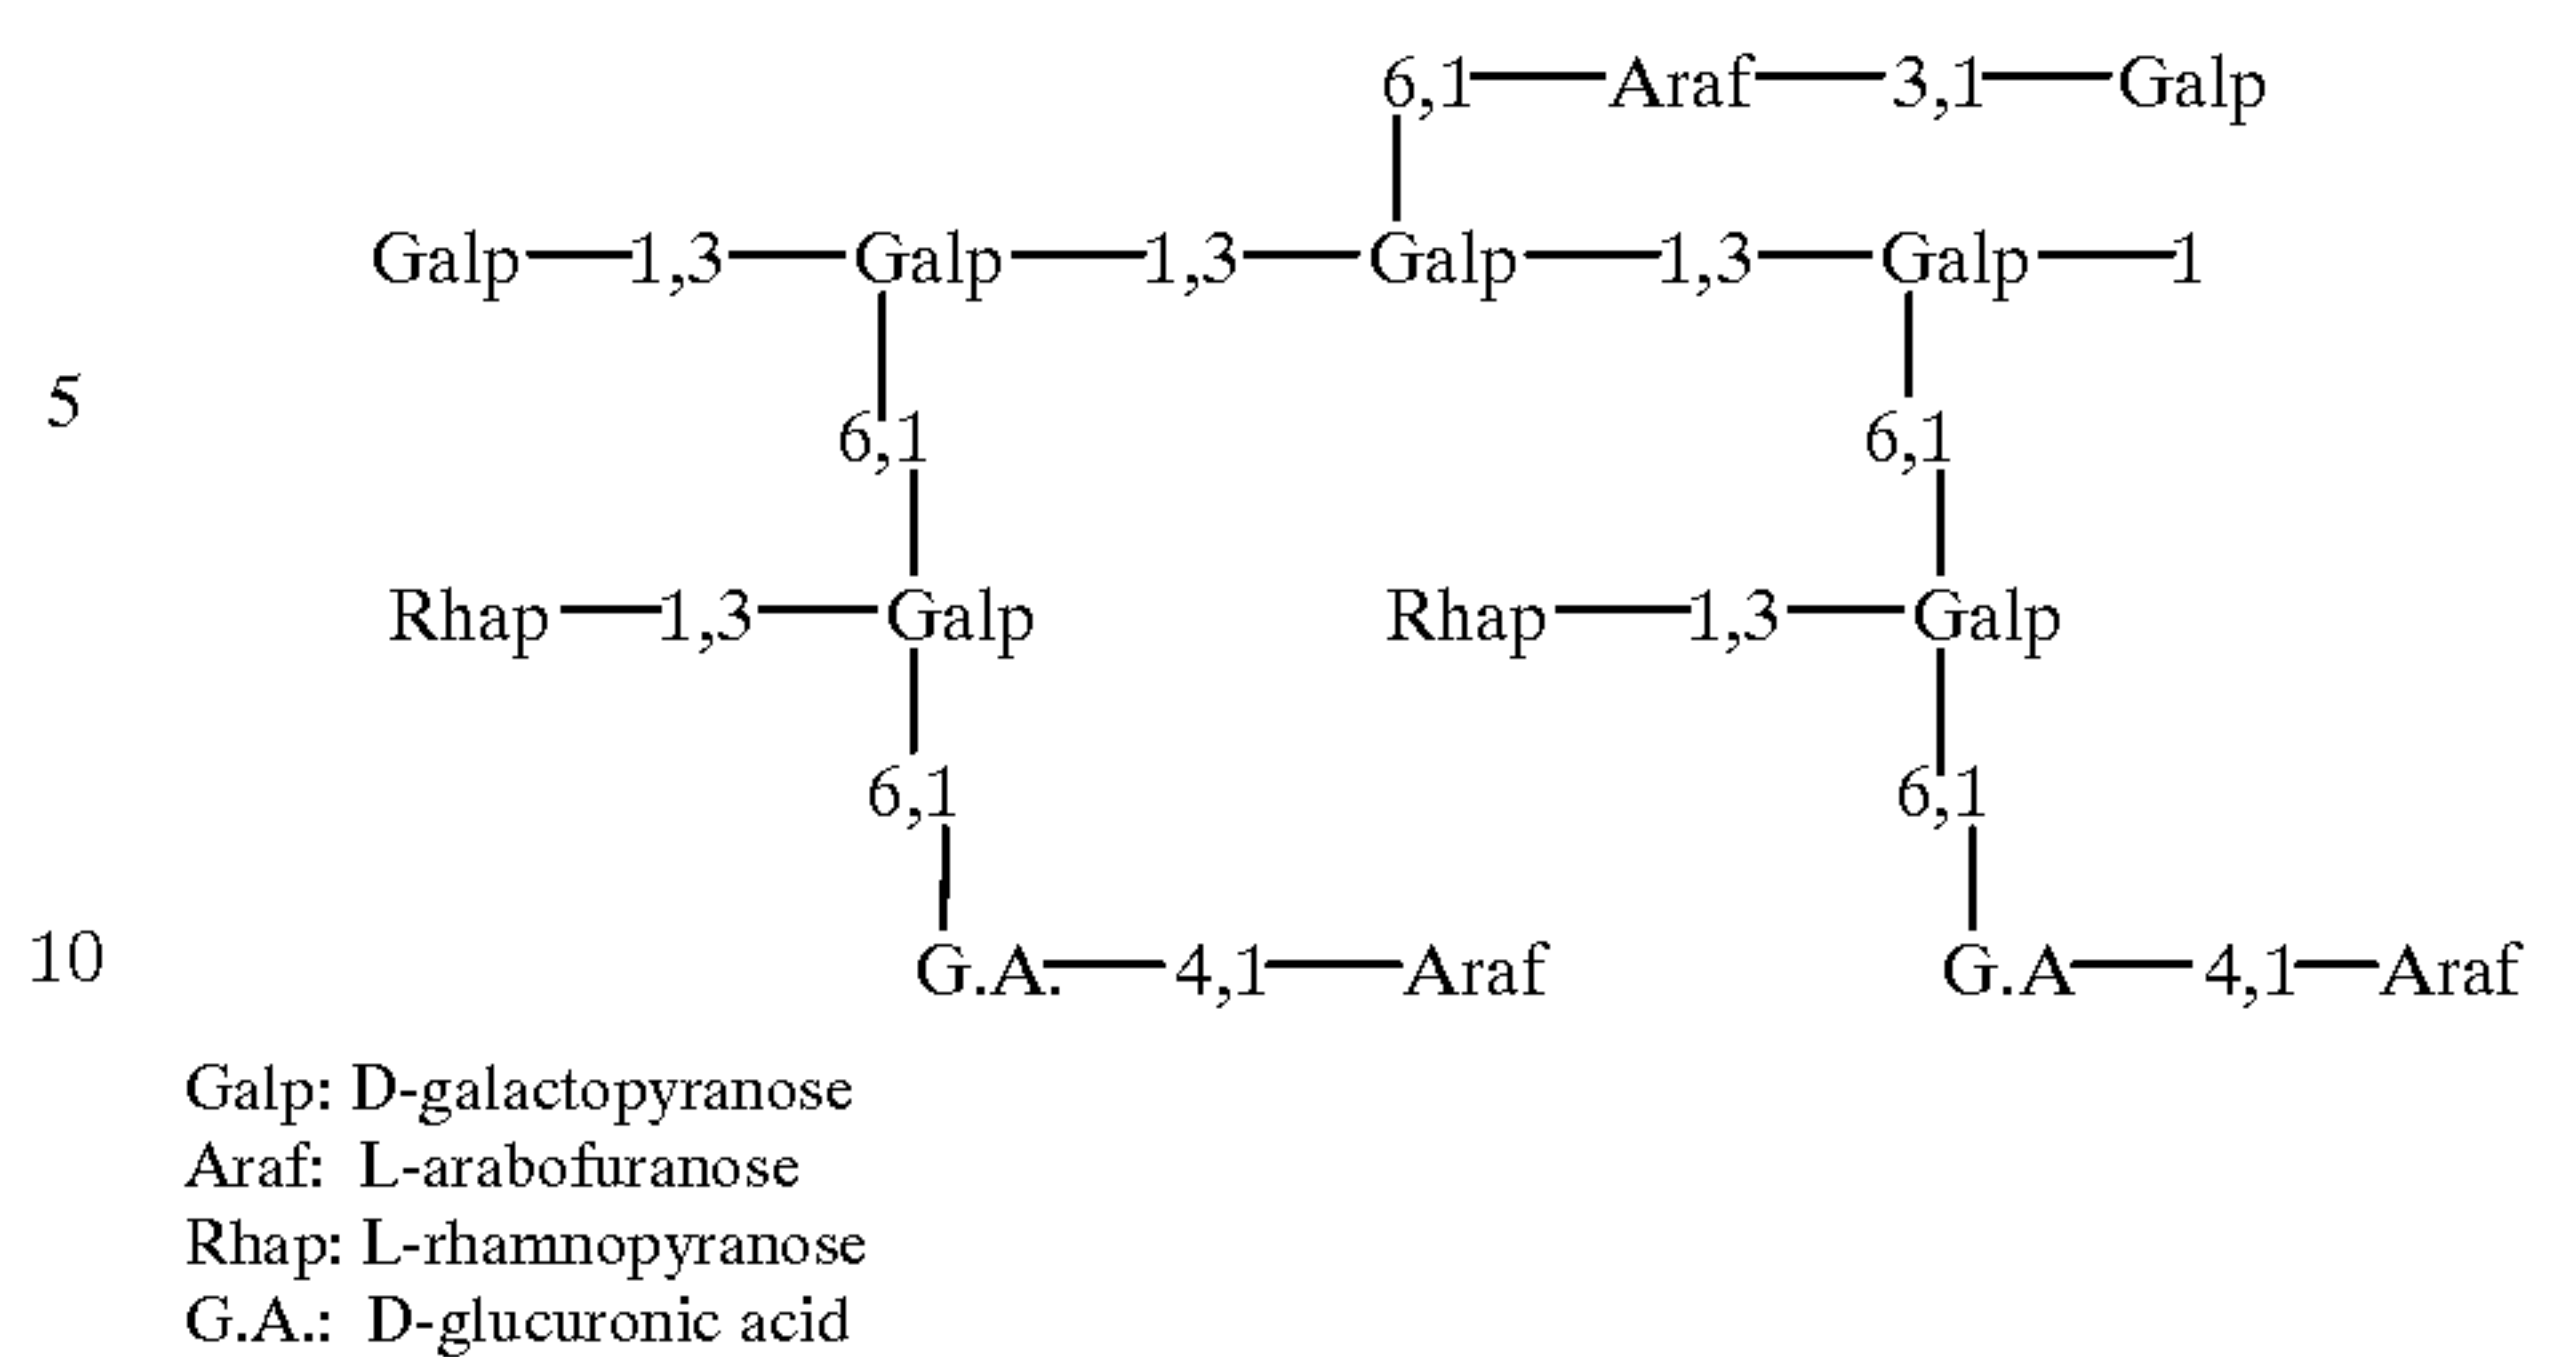 6,1 Araf 3,1 Galp
Galp 1,3 Galp 1,3 Galp 1,3 Galp 1
5
6,1 6,1
Rhap 1,3 Galp Rhap 1,3 Galp
6,1 6,1
10 G.A. 4,1 Araf G.A 4,1 Araf
Galp: D-galactopyranose
Araf: L-arabofuranose
Rhap: L-rhamnopyranose
G.A.: D-glucuronic acid